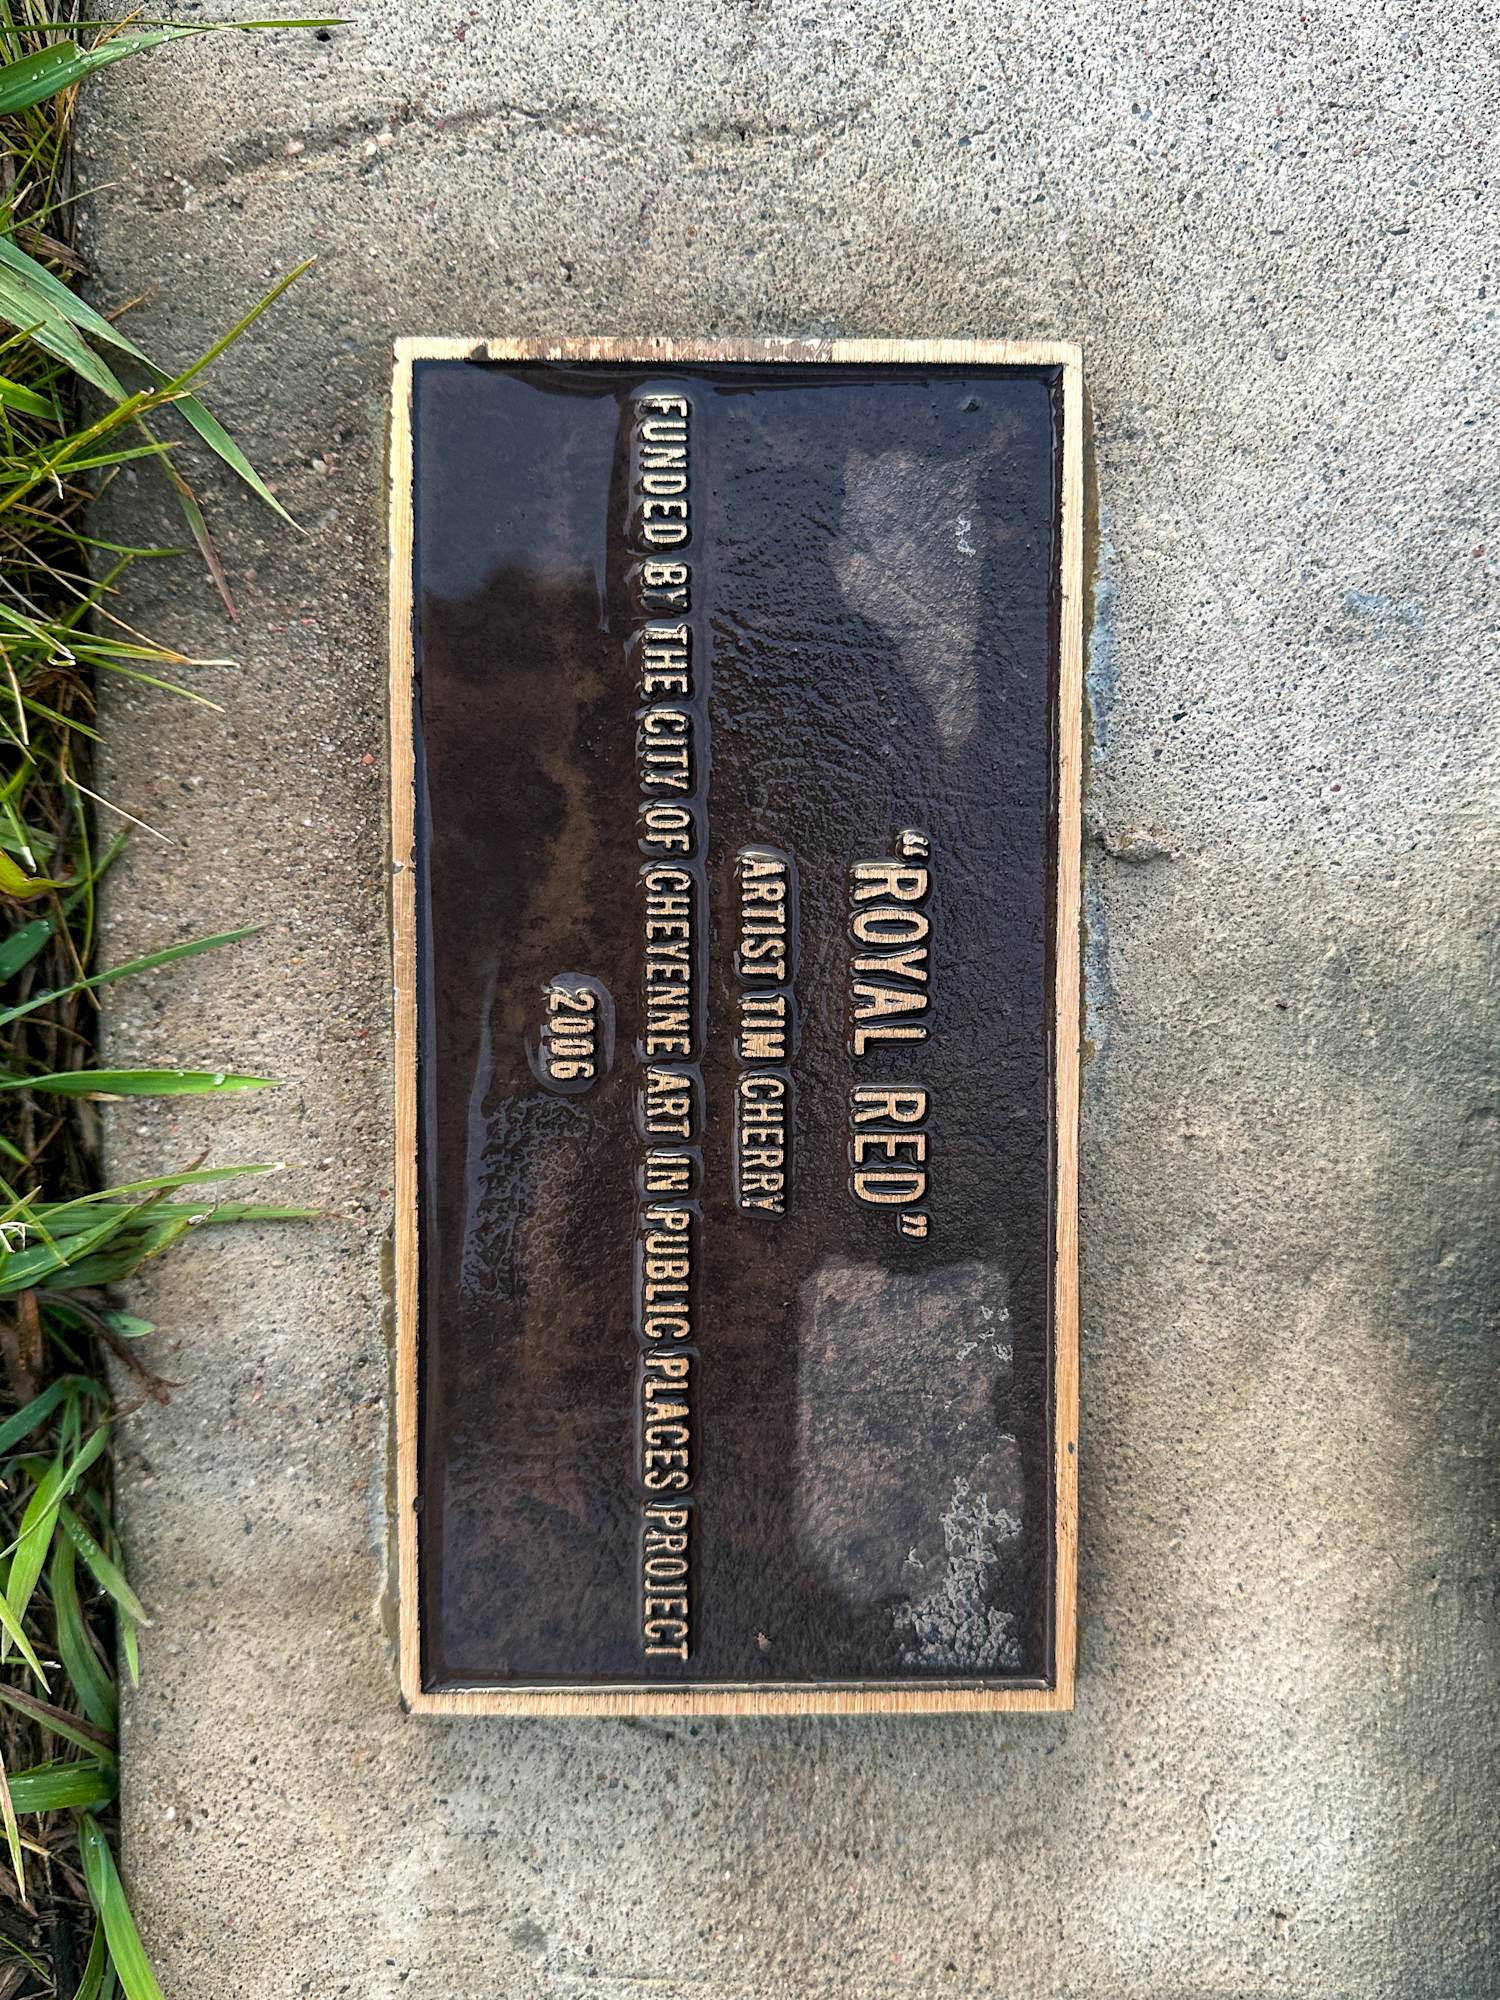 “ROYAL RED”
ARTIST TIM CHERRY
FUNDED BY THE CITY OF CHEYENNE ART IN PUBLIC PLACES PROJECT
2006